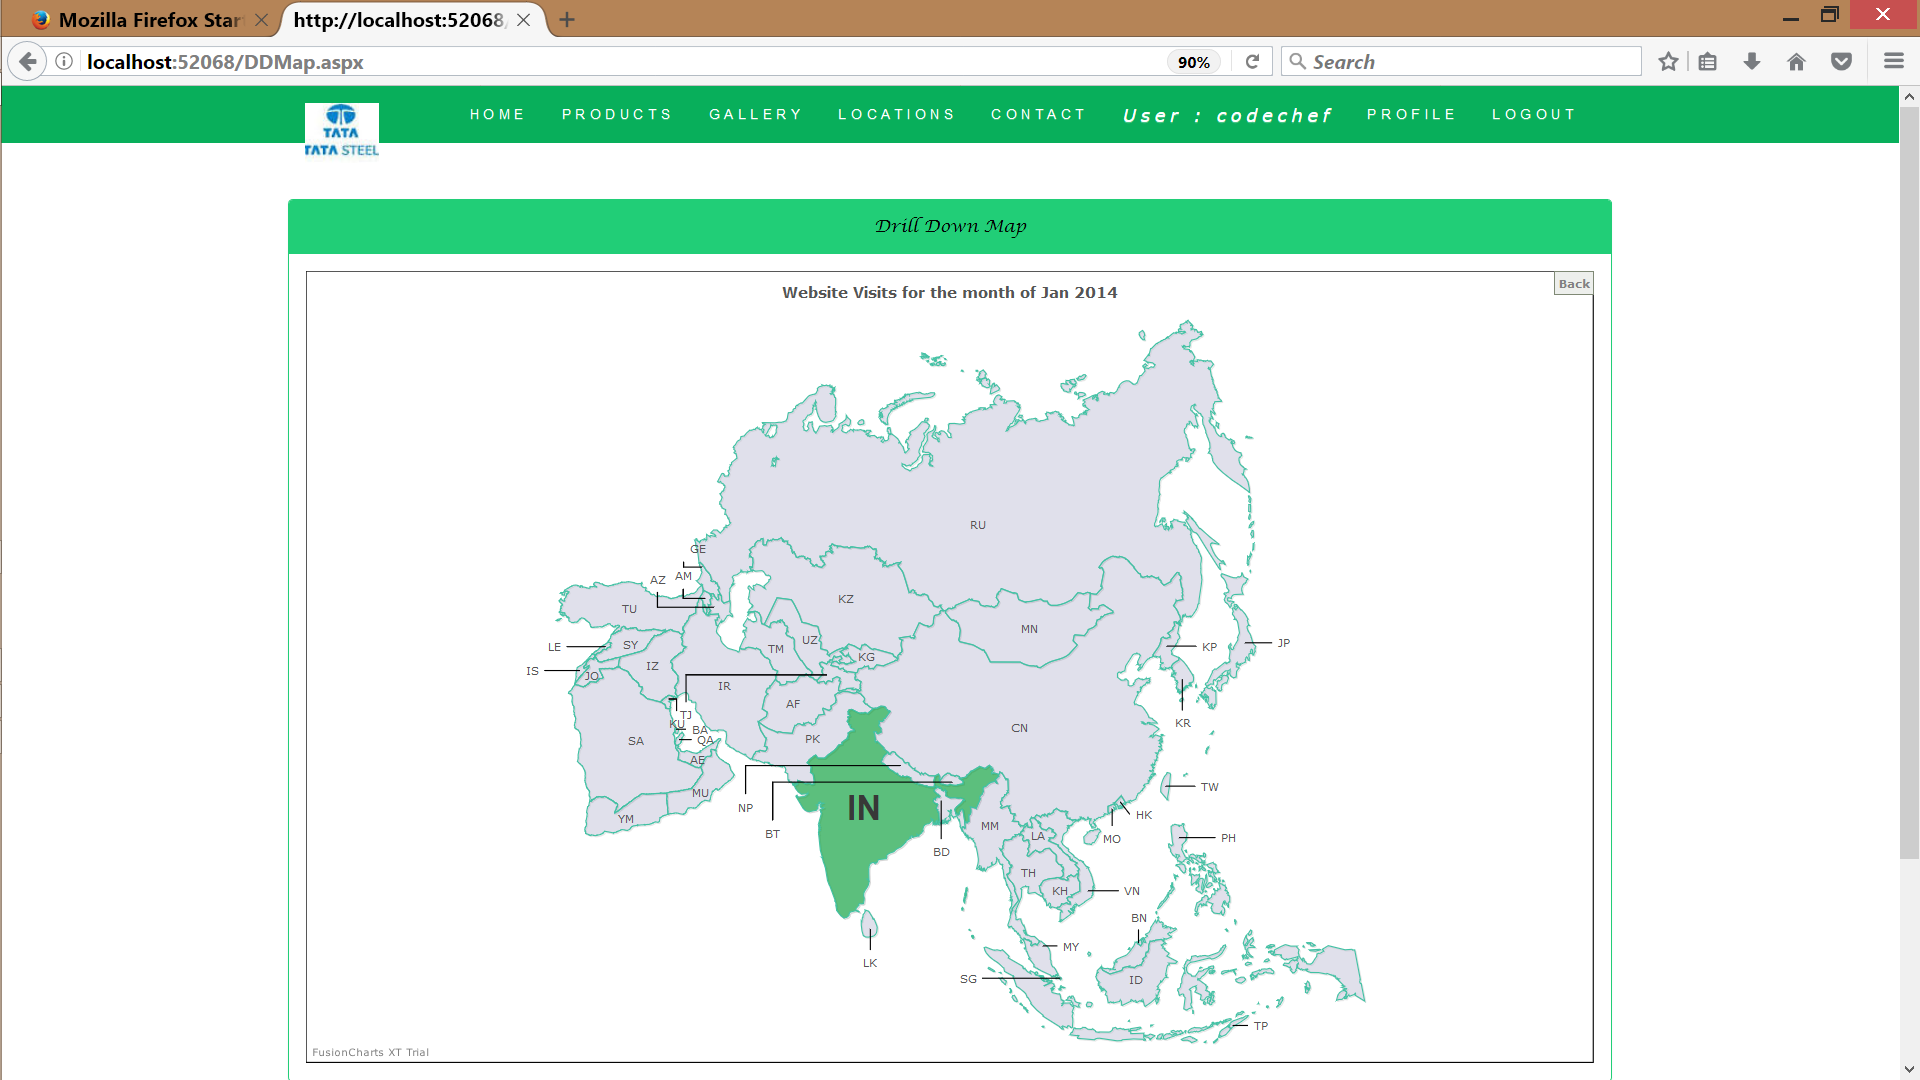 Mozilla Firefox Star
http://localhost:52068/
localhost:52068/DDMap.aspx
90%
Search
TATA
TATA STEEL
HOME PRODUCTS GALLERY LOCATIONS CONTACT User : codechef PROFILE LOGOUT
Drill Down Map
Back
Website Visits for the month of Jan 2014
RU
GE
AZ AM
TU
KZ
MN
LE SY
UZ
TM
KG
KP JP
IS JO IZ
IR
AF
TJ
KU BA
QA
SA
PK
CN
KR
AE
MU
YM
NP
BT
IN
BD
MM
LA
MO
HK
TW
PH
TH
KH
VN
BN
LK
MY
SG
ID
TP
FusionCharts XT Trial